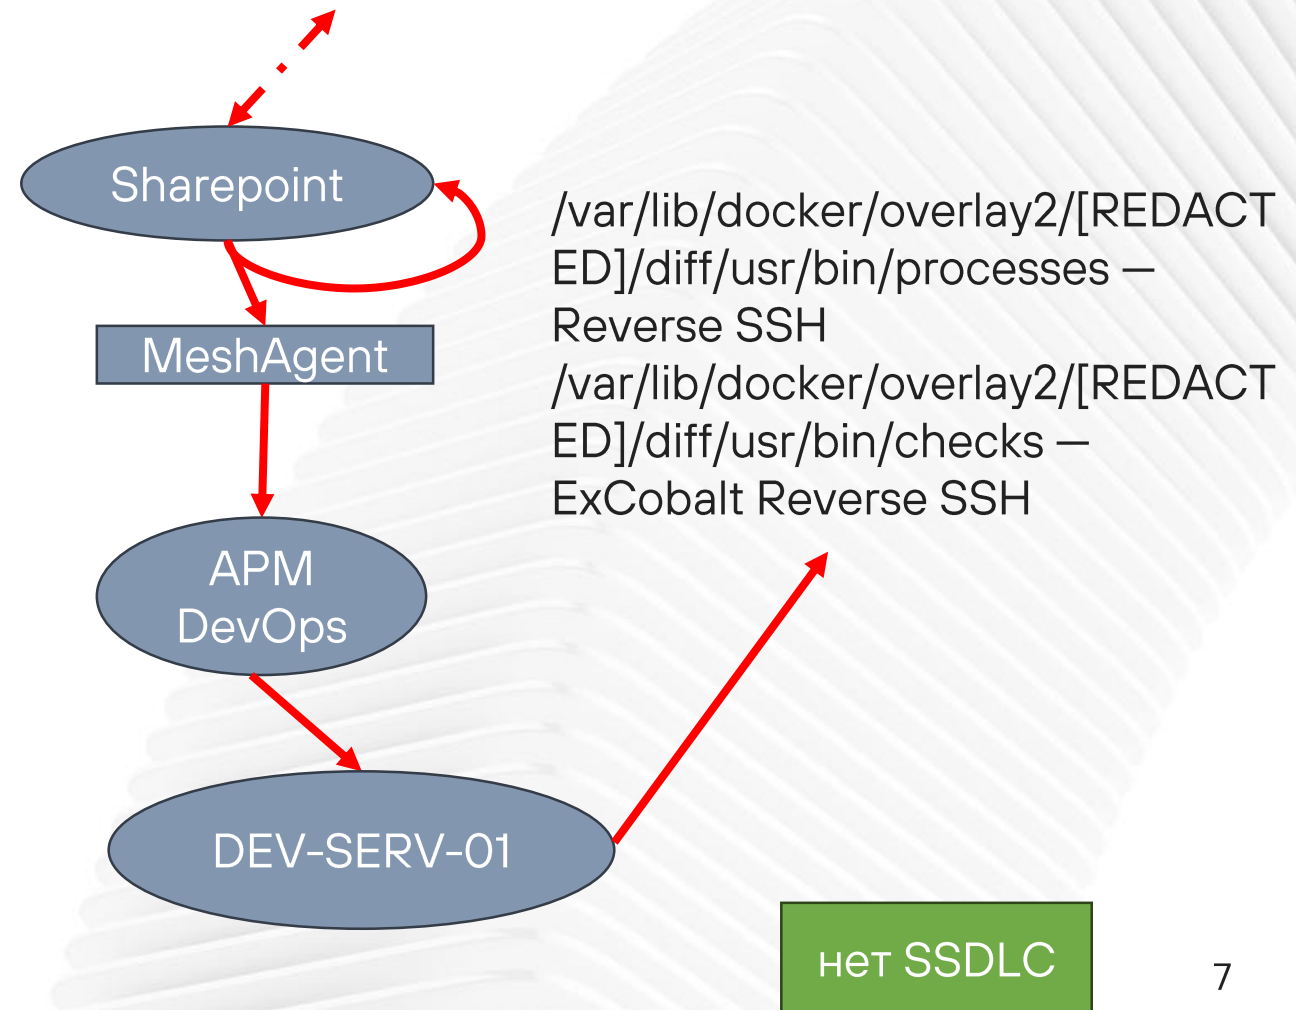 Sharepoint
/var/lib/docker/overlay2/[REDACT
ED]/diff/usr/bin/processes —
Reverse SSH
/var/lib/docker/overlay2/[REDACT
ED]/diff/usr/bin/checks —
ExCobalt Reverse SSH
MeshAgent
АРМ
DevOps
DEV-SERV-01
нет SSDLC
7